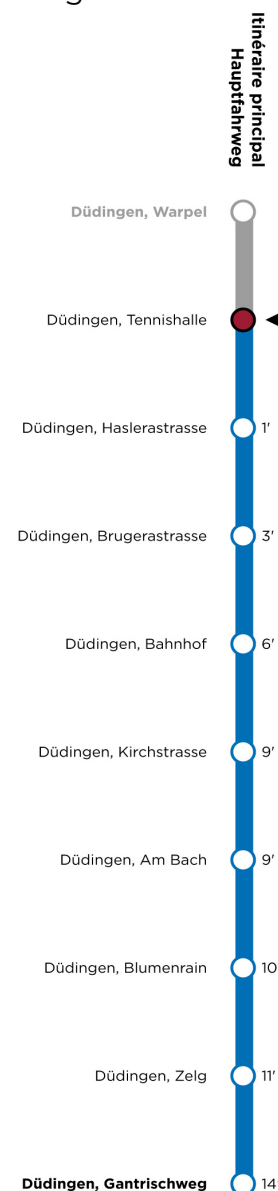 Itinéraire principal
Hauptfahrweg
Düdingen, Warpel
Düdingen, Tennishalle
Düdingen, Haslerastrasse 1'
Düdingen, Brugerastrasse 3'
Düdingen, Bahnhof 6'
Düdingen, Kirchstrasse 9'
Düdingen, Am Bach 9'
Düdingen, Blumenrain 10
Düdingen, Zelg 11'
Düdingen, Gantrischweg 14